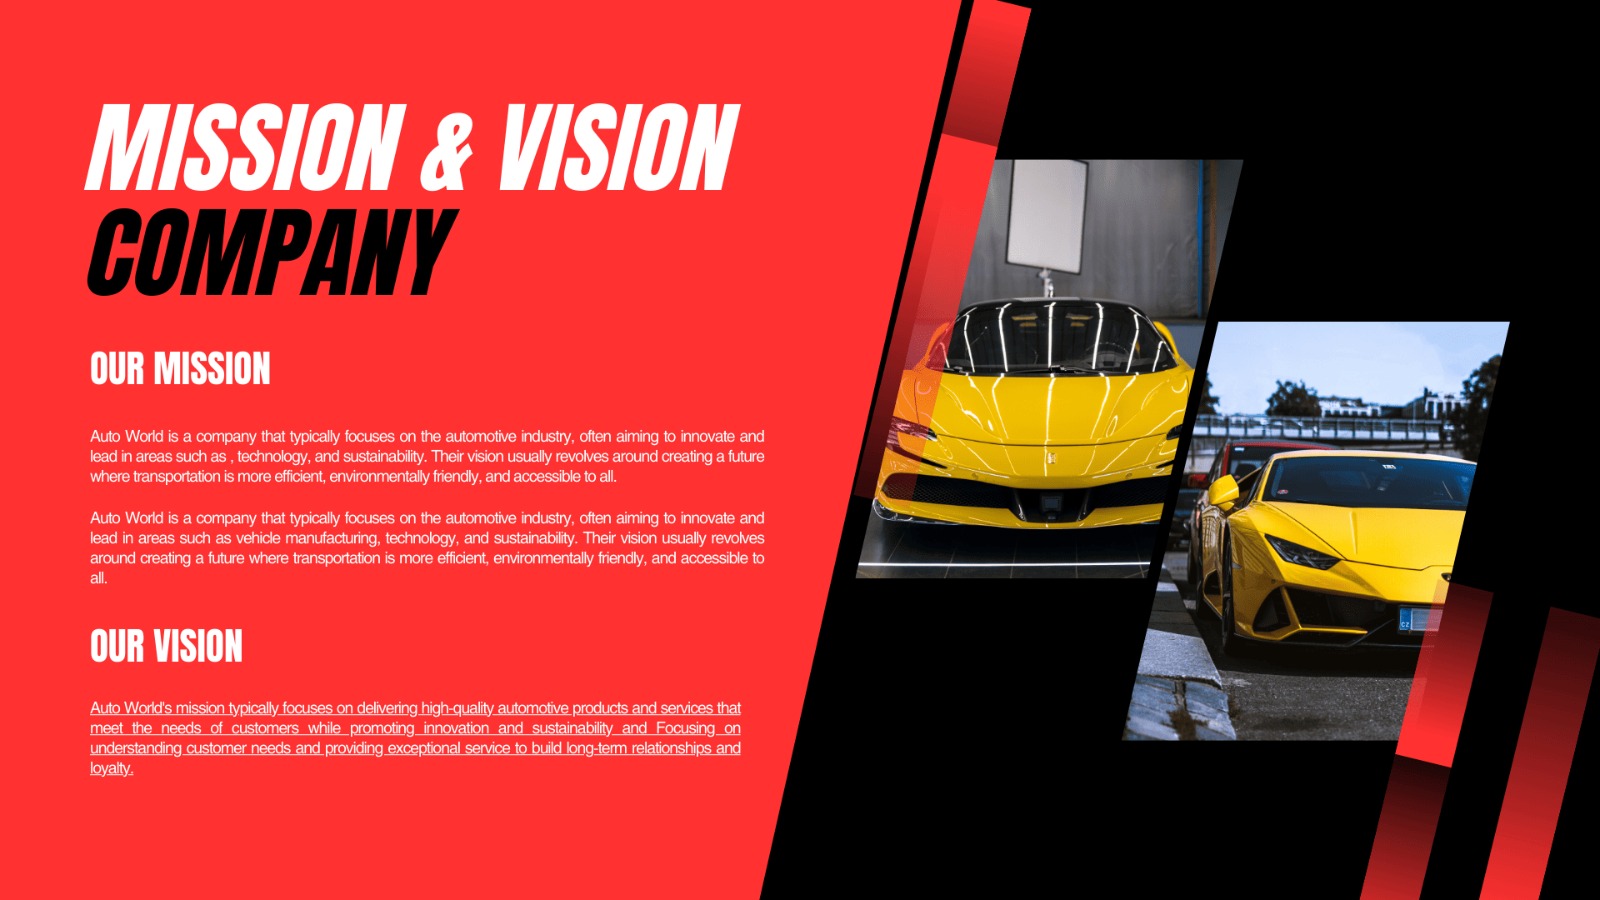 MISSION & VISION
COMPANY
OUR MISSION
Auto World is a company that typically focuses on the automotive industry, often aiming to innovate and
lead in areas such as , technology, and sustainability. Their vision usually revolves around creating a future
where transportation is more efficient, environmentally friendly, and accessible to all.
Auto World is a company that typically focuses on the automotive industry, often aiming to innovate and
lead in areas such as vehicle manufacturing, technology, and sustainability. Their vision usually revolves
around creating a future where transportation is more efficient, environmentally friendly, and accessible to
all.
OUR VISION
Auto World's mission typically focuses on delivering high-quality automotive products and services that
meet the needs of customers while promoting innovation and sustainability and Focusing on
understanding customer needs and providing exceptional service to build long-term relationships and
loyalty.
CZ